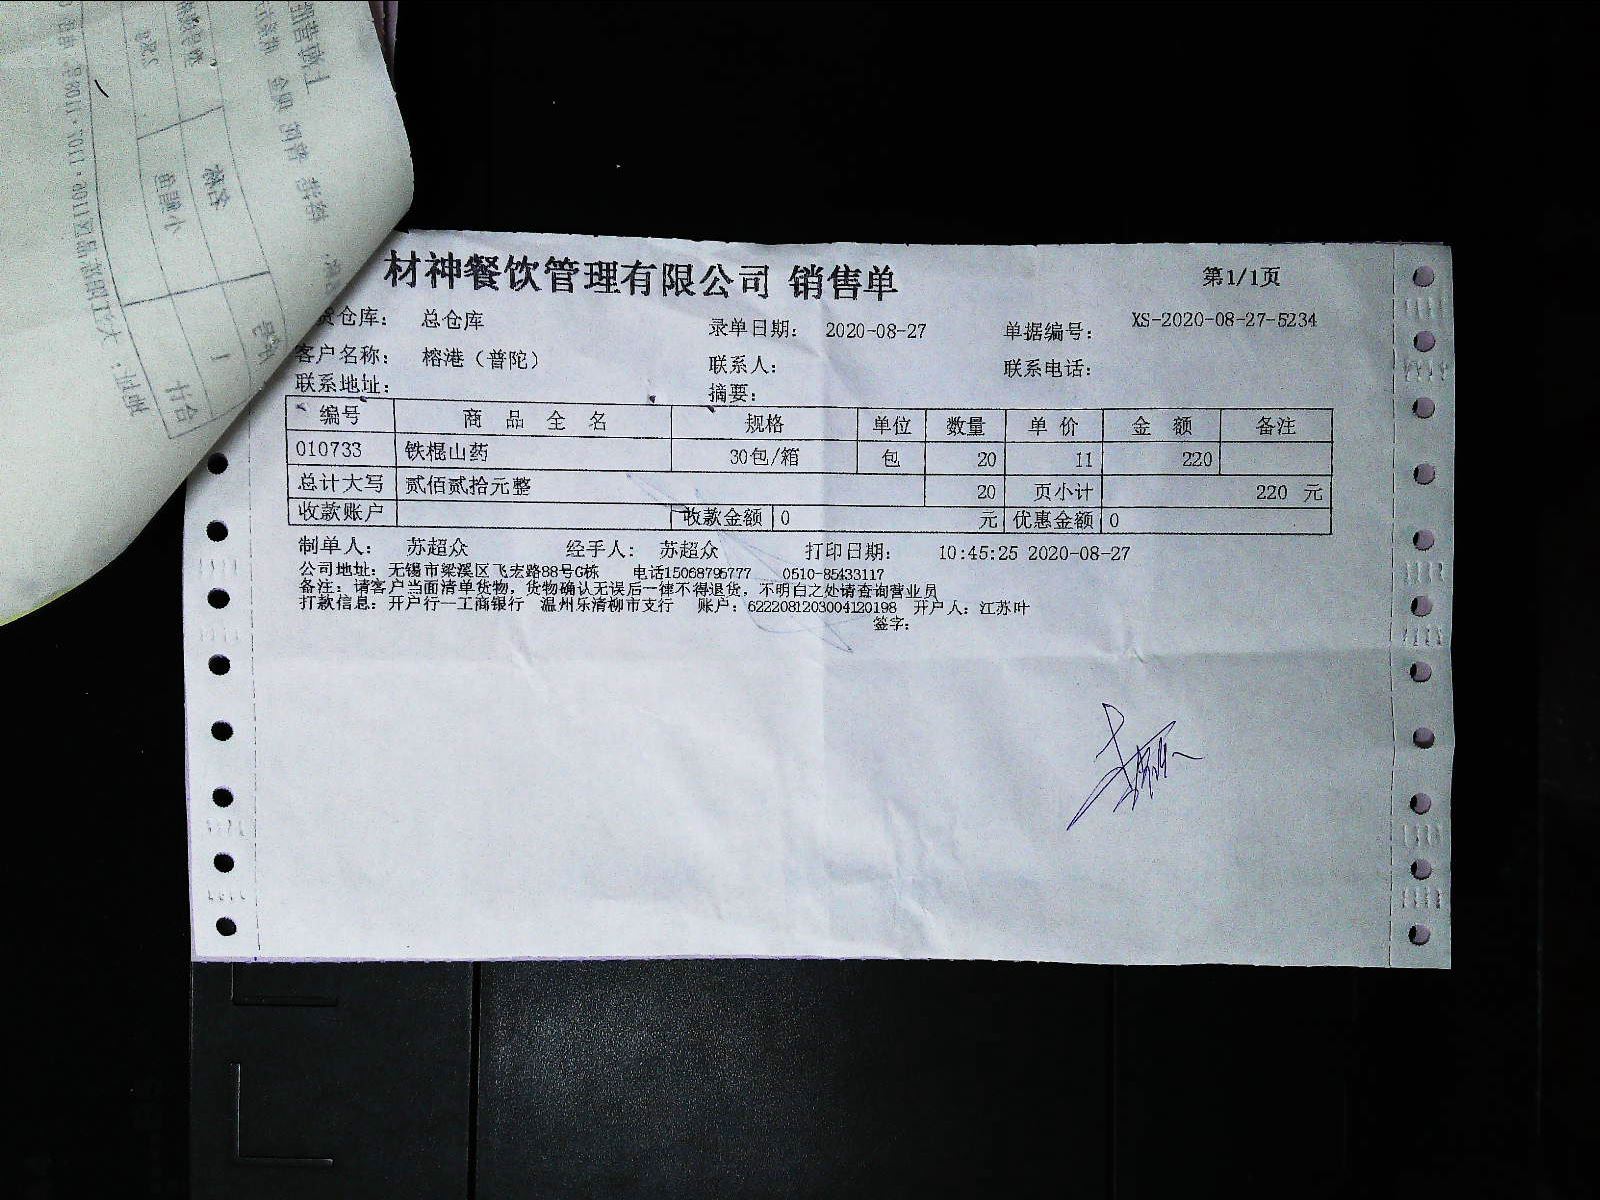 材神餐饮管理有限公司 销售单 第1/1页
货仓库： 总仓库 录单日期： 2020-08-27 单据编号： XS-2020-08-27-5234
客户名称： 榕港（普陀） 联系人： 联系电话：
联系地址： 摘要：
编号 商品全名 规格 单位 数量 单价 金额 备注
010733 铁棍山药 30包/箱 包 20 11 220
总计大写 贰佰贰拾元整 20 页小计 220 元
收款账户 收款金额 0 元 优惠金额 0
制单人： 苏超众 经手人： 苏超众 打印日期： 10:45:25 2020-08-27
公司地址：无锡市梁溪区飞宏路88号G栋 电话15068795777 0510-85433117
备注：请客户当面清单货物，货物确认无误后一律不得退货，不明白之处请查询营业员
打款信息：开户行一工商银行 温州乐清柳市支行 账户：6222081203004120198 开户人：江苏叶
签字：